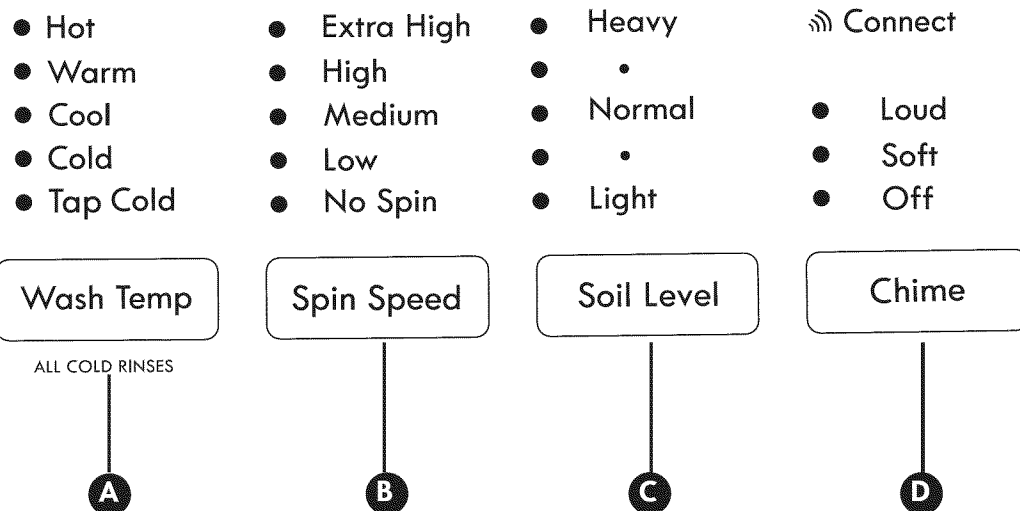 Hot
Warm
Cool
Cold
Tap Cold
Wash Temp
ALL COLD RINSES
A
Extra High
High
Medium
Low
No Spin
Spin Speed
B
Heavy
Normal
Light
Soil Level
C
Connect
Loud
Soft
Off
Chime
D